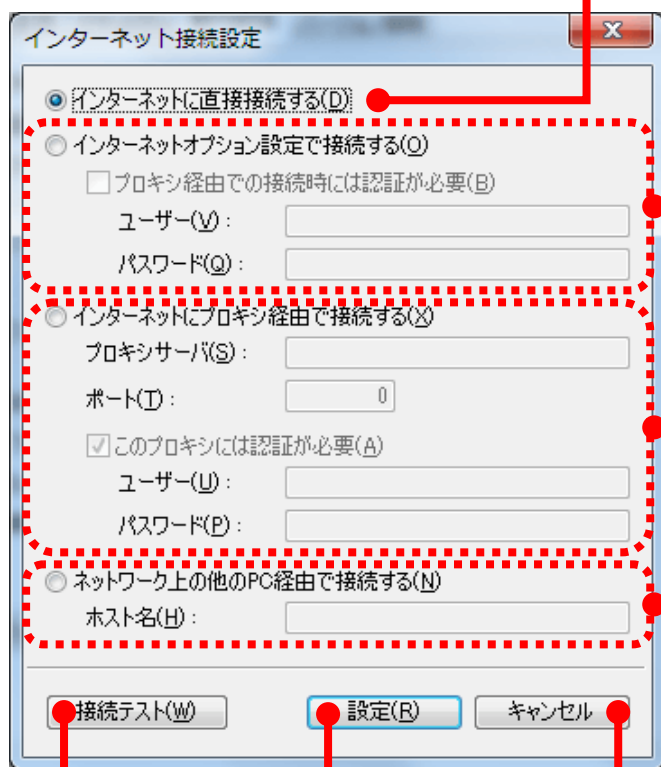 インターネット接続設定
インターネットに直接接続する(D)
インターネットオプション設定で接続する(O)
プロキシ経由での接続時には認証が必要(B)
ユーザー(V) :
パスワード(Q) :
インターネットにプロキシ経由で接続する(X)
プロキシサーバ(S) :
ポート(T) : 0
このプロキシには認証が必要(A)
ユーザー(U) :
パスワード(P) :
ネットワーク上の他のPC経由で接続する(N)
ホスト名(H) :
接続テスト(W) 設定(R) キャンセル